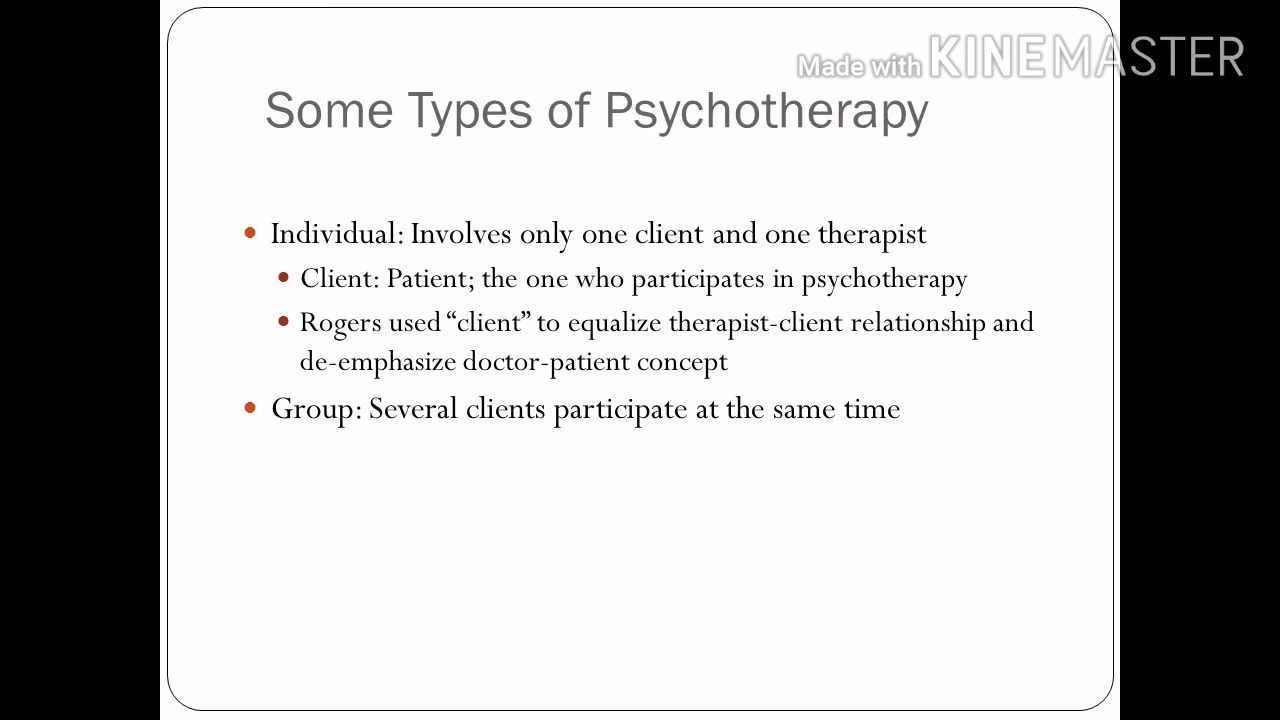 Made with KINEMASTER
Some Types of Psychotherapy
Individual: Involves only one client and one therapist
Client: Patient; the one who participates in psychotherapy
Rogers used “client” to equalize therapist-client relationship and
de-emphasize doctor-patient concept
Group: Several clients participate at the same time